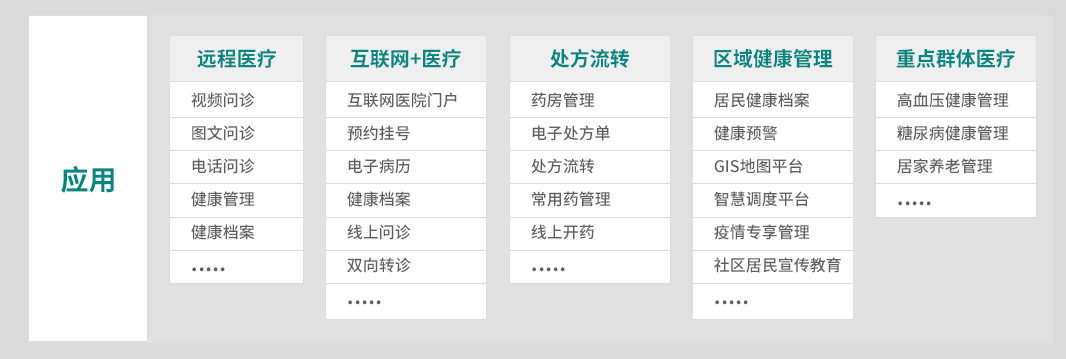 应用
远程医疗
视频问诊
图文问诊
电话问诊
健康管理
健康档案
•••••
互联网+医疗
互联网医院门户
预约挂号
电子病历
健康档案
线上问诊
双向转诊
•••••
处方流转
药房管理
电子处方单
处方流转
常用药管理
线上开药
•••••
区域健康管理
居民健康档案
健康预警
GIS地图平台
智慧调度平台
疫情专享管理
社区居民宣传教育
•••••
重点群体医疗
高血压健康管理
糖尿病健康管理
居家养老管理
•••••